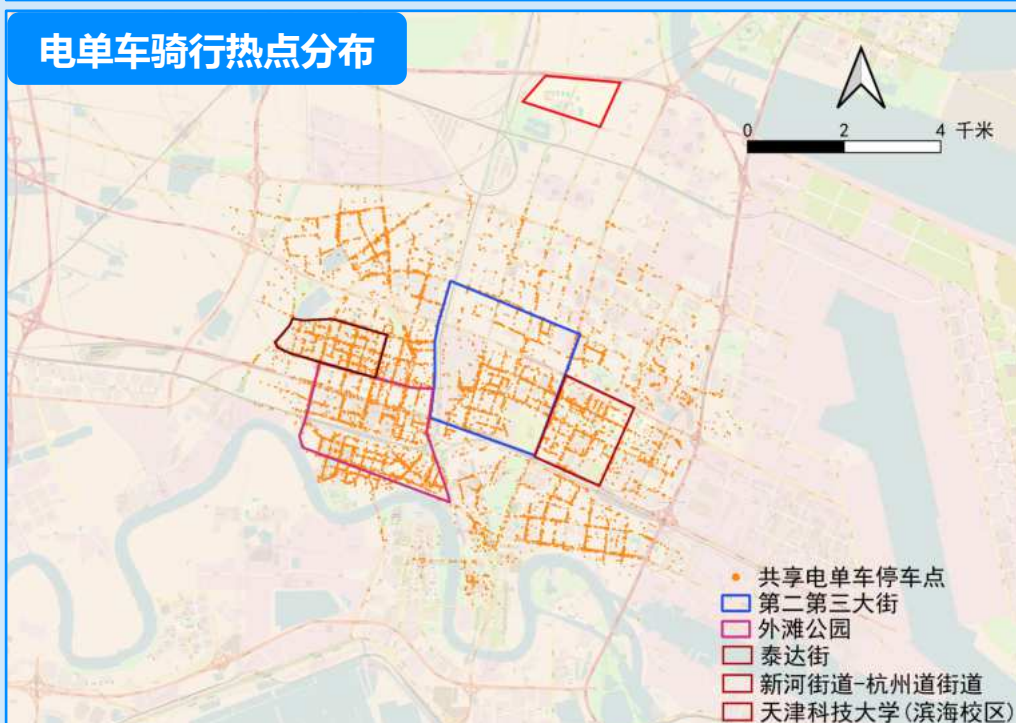 电单车骑行热点分布
0 2 4 千米
共享电单车停车点
第二第三大街
外滩公园
泰达街
新河街道-杭州道街道
天津科技大学(滨海校区)